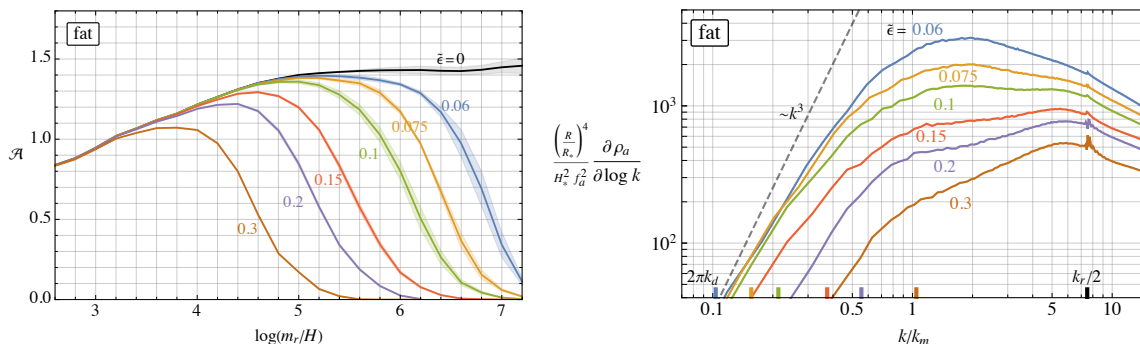 fat
𝒜
1.5
1.0
0.5
0.0
ε̃=0
0.06
0.075
0.1
0.15
0.2
0.3
3
4
5
6
7
log(m_r/H)
fat
(R/R_*)^4 / (H_*^2 f_a^2) ∂ρ_a/∂log k
10^3
10^2
~k^3
ε̃ = 0.06
0.075
0.1
0.15
0.2
0.3
2πk_d
k_r/2
0.1
0.5
1
5
10
k/k_m